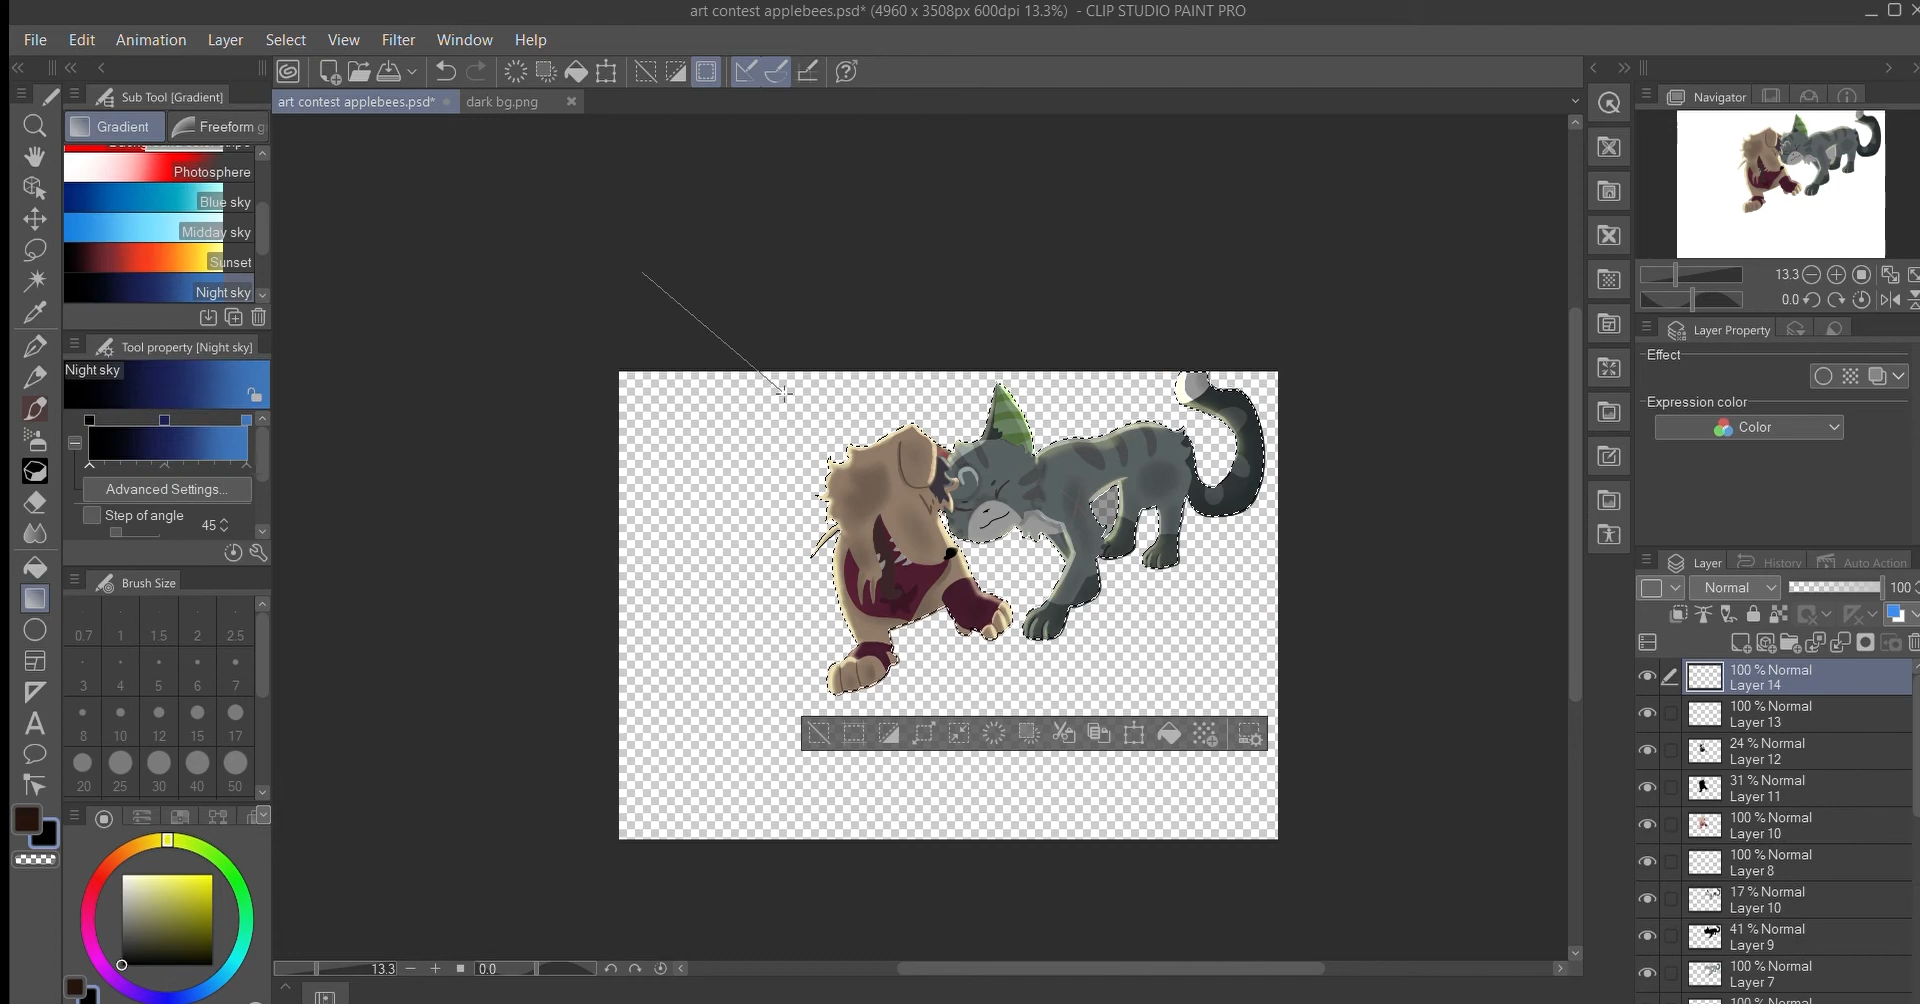 art contest applebees.psd* (4960 x 3508px 600dpi 13.3%) - CLIP STUDIO PAINT PRO
File Edit Animation Layer Select View Filter Window Help
Sub Tool [Gradient]
art contest applebees.psd* dark bg.png
Gradient Freeform g
Photosphere
Blue sky
Midday sky
Sunset
Night sky
Tool property [Night sky]
Night sky
Advanced Settings...
Step of angle 45
Brush Size
0.7 1 1.5 2 2.5
3 4 5 6 7
8 10 12 15 17
20 25 30 40 50
13.3 0.0
Navigator
13.3
0.0
Layer Property
Effect
Expression color
Color
Layer History Auto Action
Normal 100
100 % Normal
Layer 14
100 % Normal
Layer 13
24 % Normal
Layer 12
31 % Normal
Layer 11
100 % Normal
Layer 10
100 % Normal
Layer 8
17 % Normal
Layer 10
41 % Normal
Layer 9
100 % Normal
Layer 7
100 % Normal